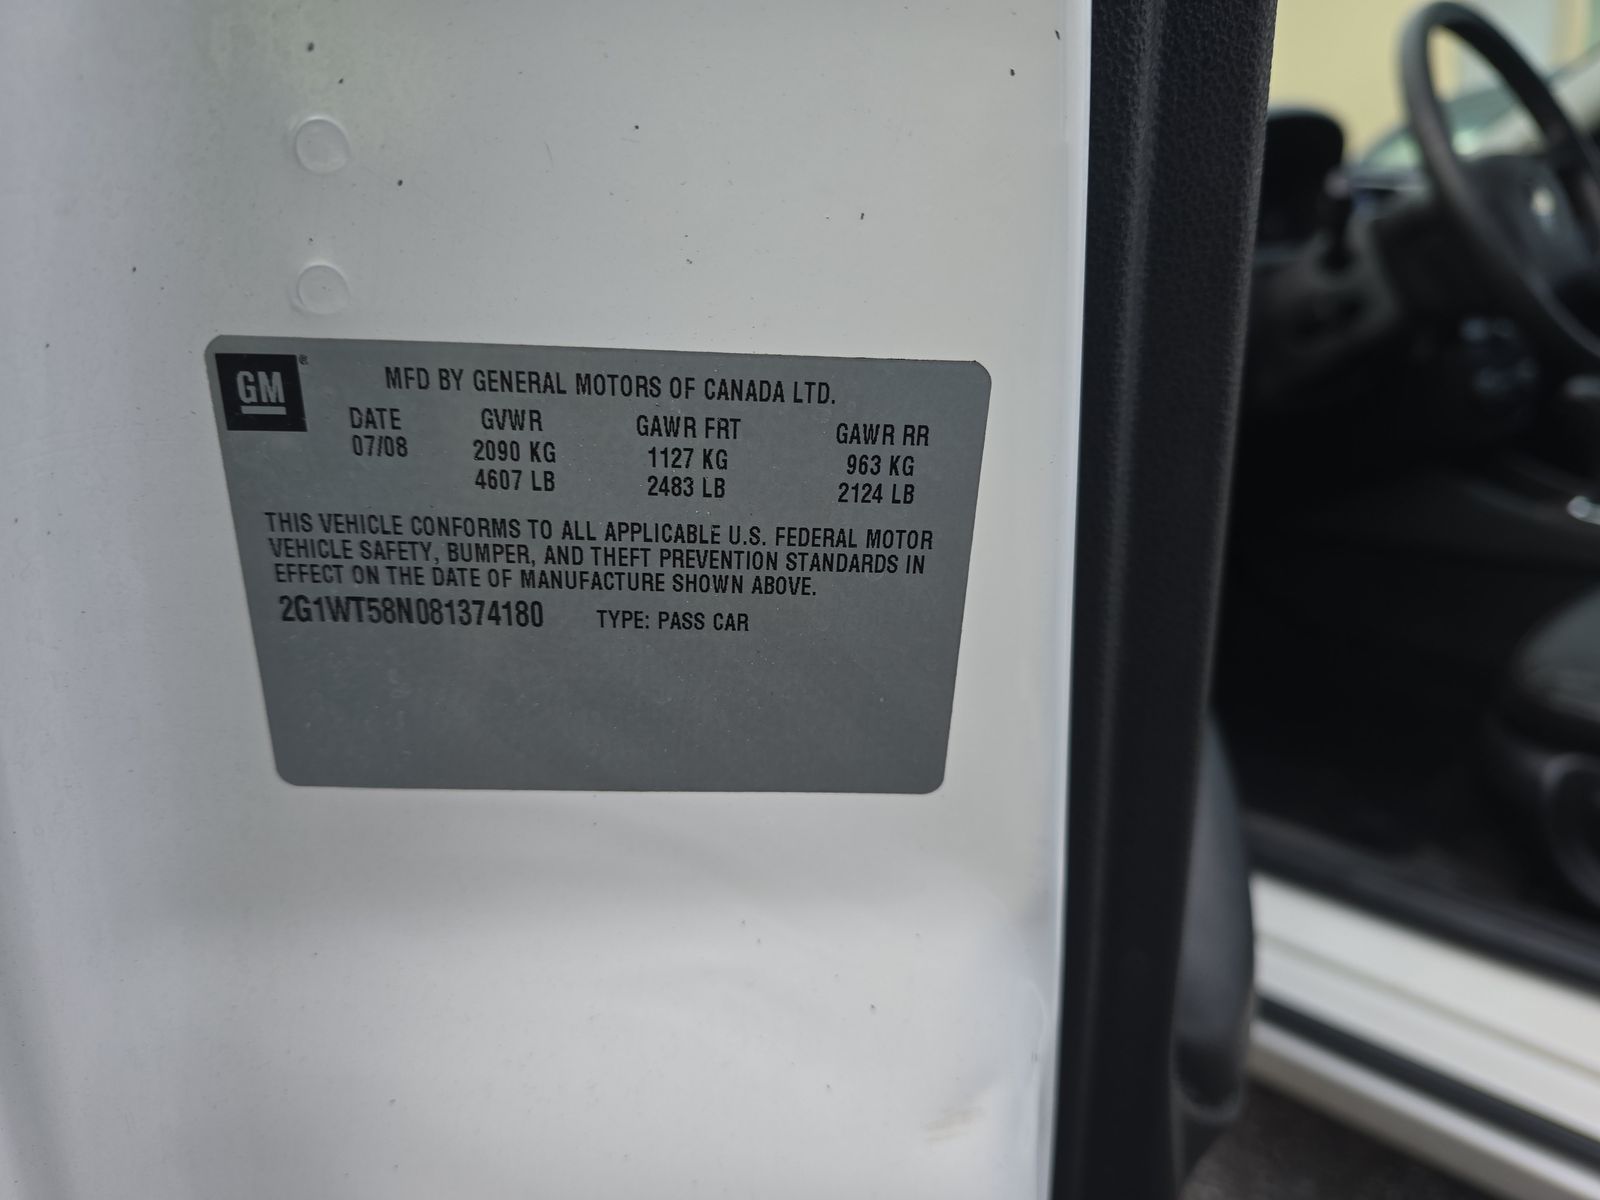 GM ®
MFD BY GENERAL MOTORS OF CANADA LTD.
DATE GVWR GAWR FRT GAWR RR
07/08 2090 KG 1127 KG 963 KG
4607 LB 2483 LB 2124 LB
THIS VEHICLE CONFORMS TO ALL APPLICABLE U.S. FEDERAL MOTOR
VEHICLE SAFETY, BUMPER, AND THEFT PREVENTION STANDARDS IN
EFFECT ON THE DATE OF MANUFACTURE SHOWN ABOVE.
2G1WT58N081374180 TYPE: PASS CAR